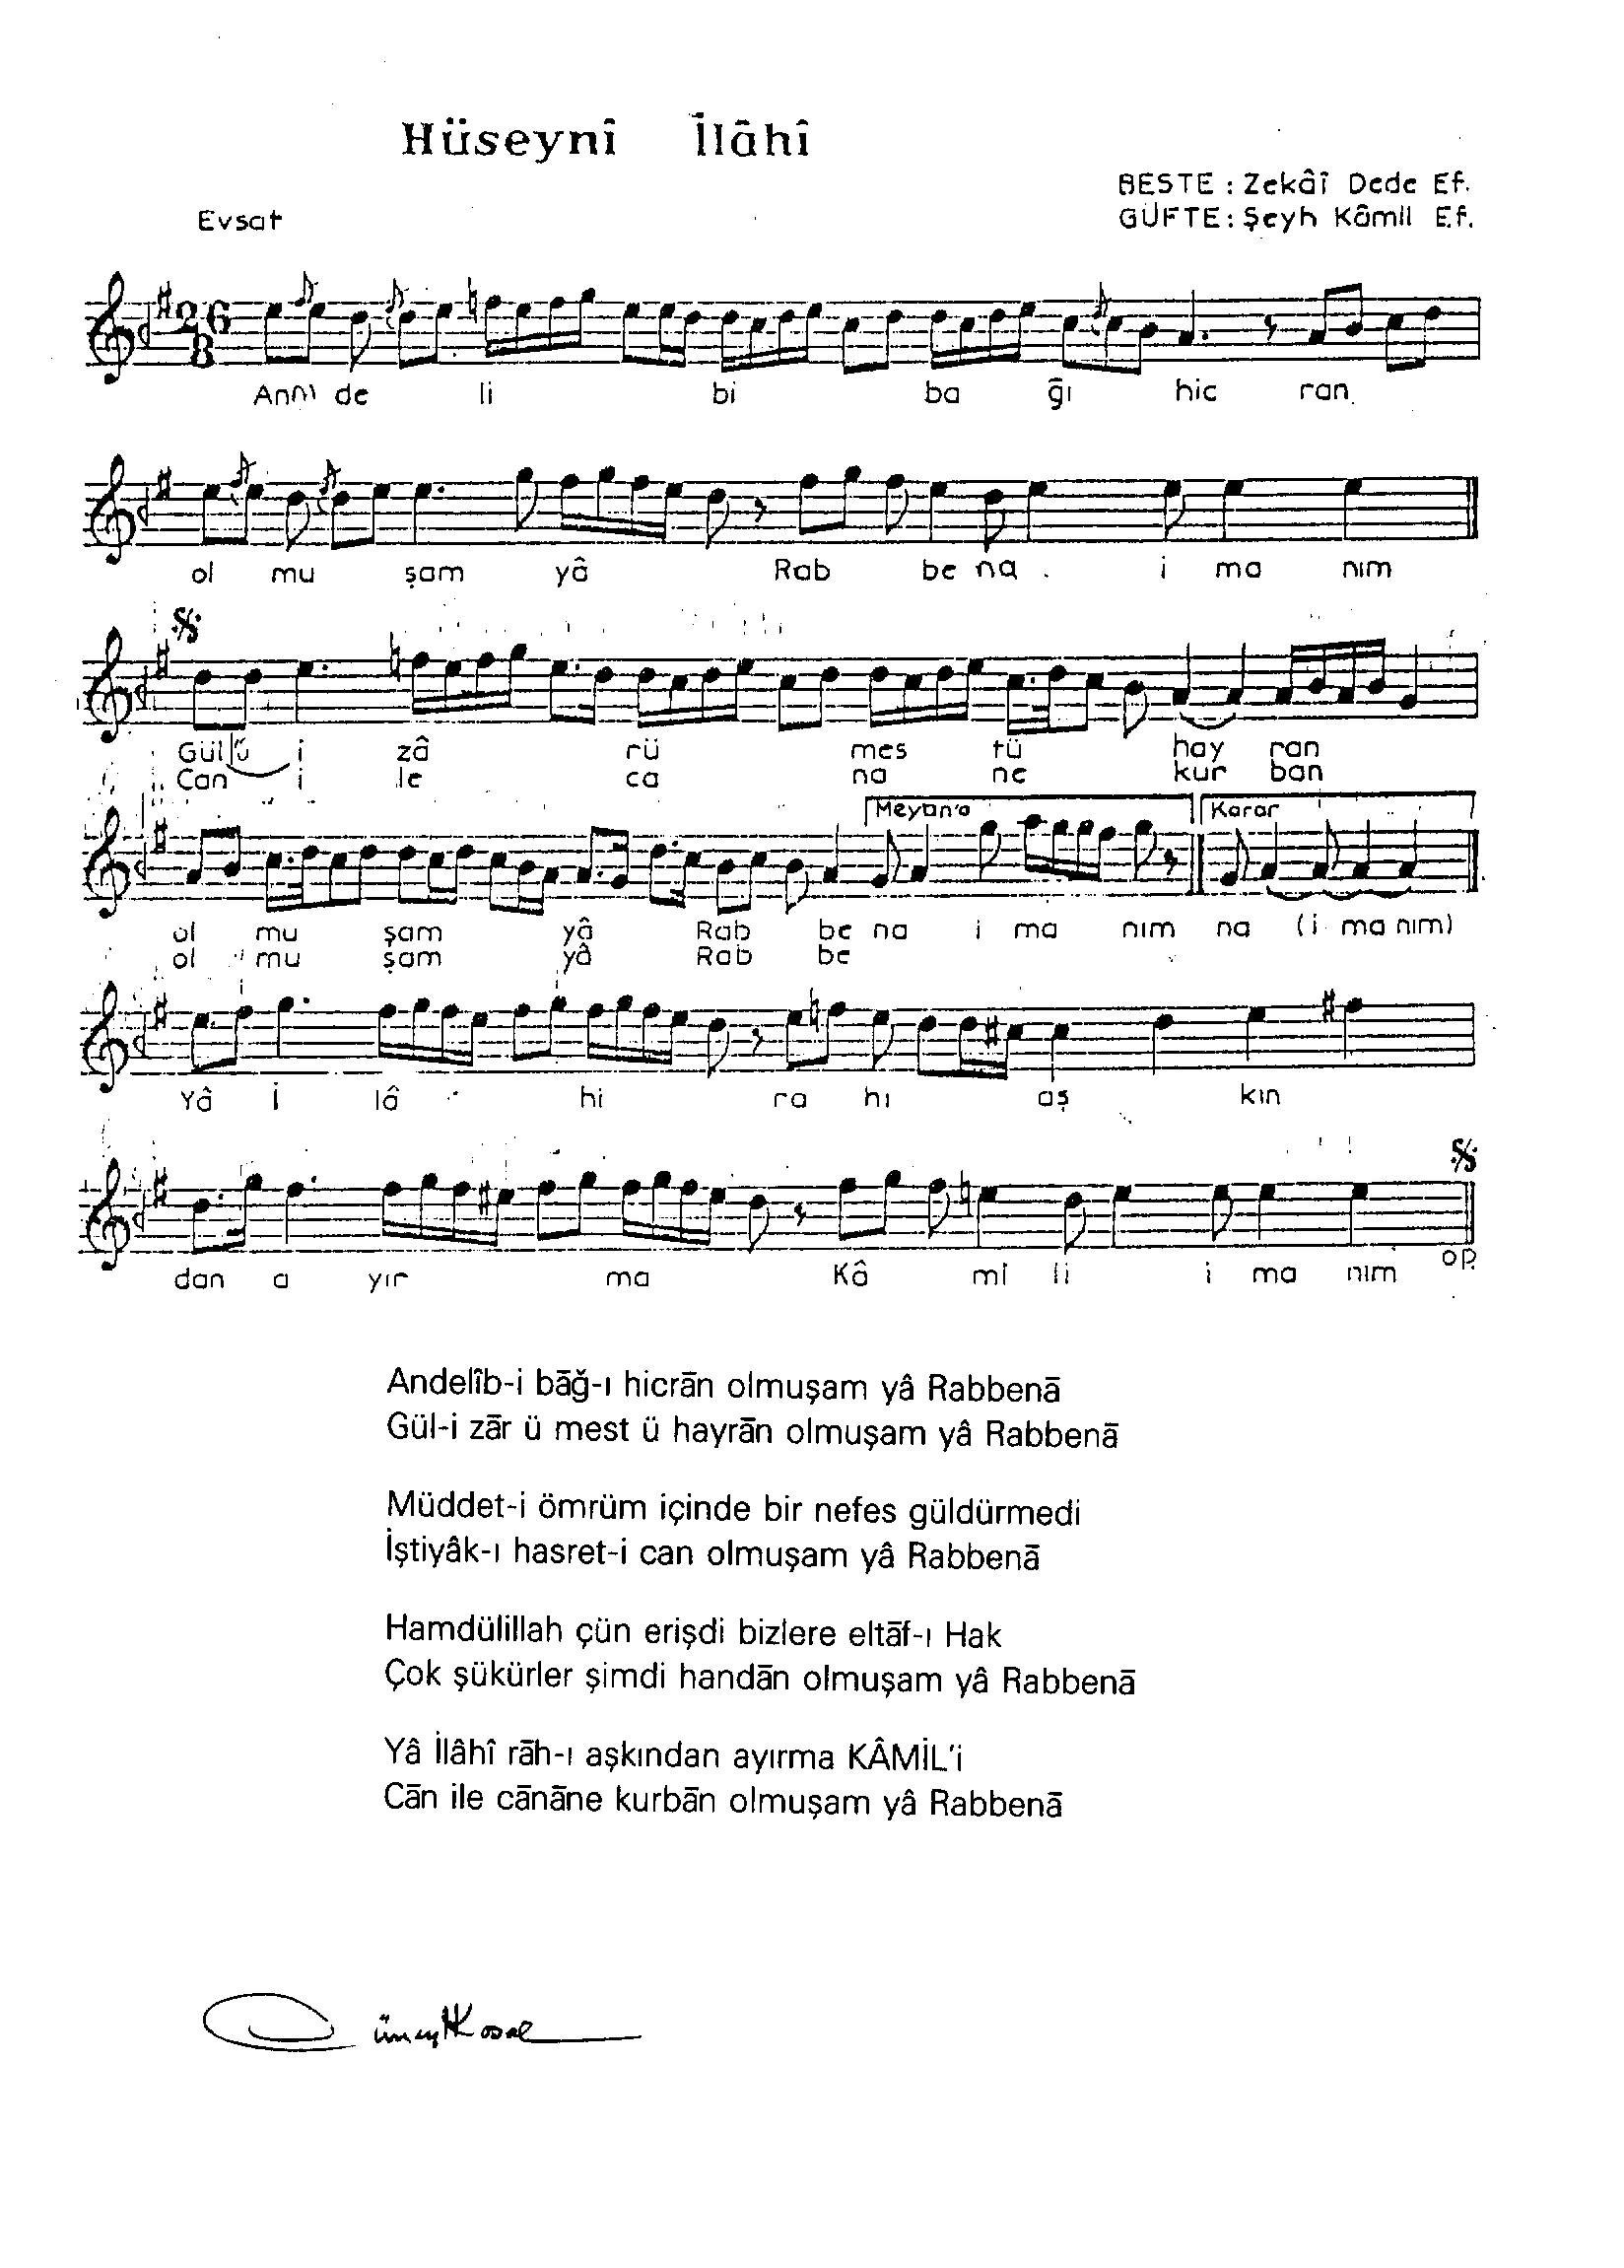 Hüseynî İlâhî
BESTE : Zekâî Dede Ef.
GÜFTE : Şeyh Kâmil Ef.
Evsat
26
8
de li bi ba ğı hic ran
ol mu şam yâ Rab be na i ma nım
Gül lü i zâ rü mes tü hay ran
Can i le ca na ne kur ban
Meyan'a Karar
ol mu şam yâ Rab be na i ma nım na (i ma nım)
ol mu şam yâ Rab be
Yâ i lâ hi ra hı aş kın
dan a yır ma Kâ mi li i ma nım
Andelîb-i bāğ-ı hicrān olmuşam yâ Rabbenā
Gül-i zār ü mest ü hayrān olmuşam yâ Rabbenā
Müddet-i ömrüm içinde bir nefes güldürmedi
İştiyâk-ı hasret-i can olmuşam yâ Rabbenā
Hamdülillah çün erişdi bizlere eltāf-ı Hak
Çok şükürler şimdi handān olmuşam yâ Rabbenā
Yâ İlâhî rāh-ı aşkından ayırma KÂMİL'i
Cān ile cānāne kurbān olmuşam yâ Rabbenā